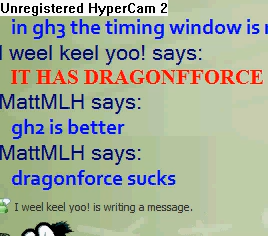 Unregistered HyperCam 2
in gh3 the timing window is
I weel keel yoo! says:
IT HAS DRAGONFFORCE
MattMLH says:
gh2 is better
MattMLH says:
dragonforce sucks
I weel keel yoo! is writing a message.